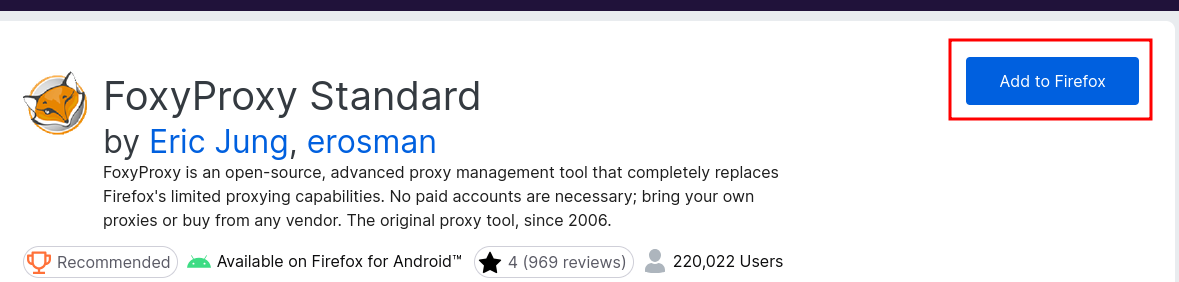 Add to Firefox
FoxyProxy Standard
by Eric Jung, erosman
FoxyProxy is an open-source, advanced proxy management tool that completely replaces
Firefox's limited proxying capabilities. No paid accounts are necessary; bring your own
proxies or buy from any vendor. The original proxy tool, since 2006.
Recommended Available on Firefox for Android™ 4 (969 reviews) 220,022 Users